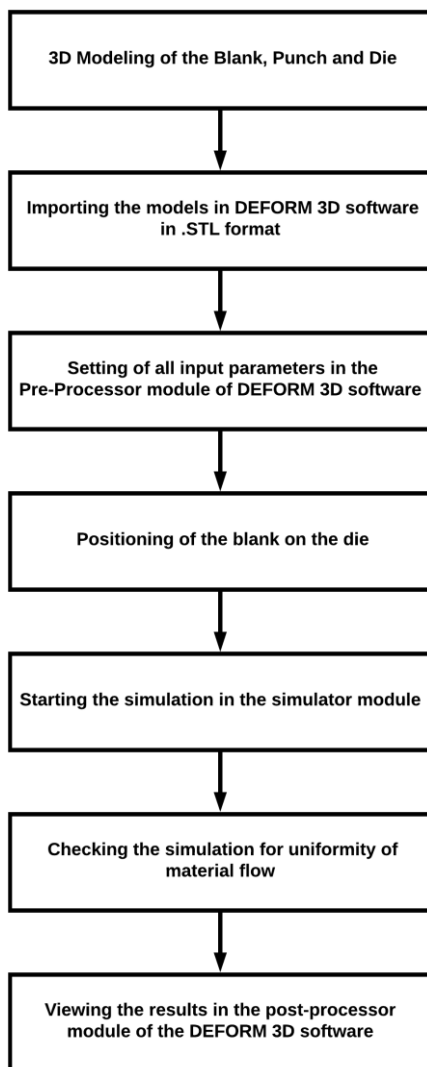 3D Modeling of the Blank, Punch and Die
Importing the models in DEFORM 3D software
in .STL format
Setting of all input parameters in the
Pre-Processor module of DEFORM 3D software
Positioning of the blank on the die
Starting the simulation in the simulator module
Checking the simulation for uniformity of
material flow
Viewing the results in the post-processor
module of the DEFORM 3D software